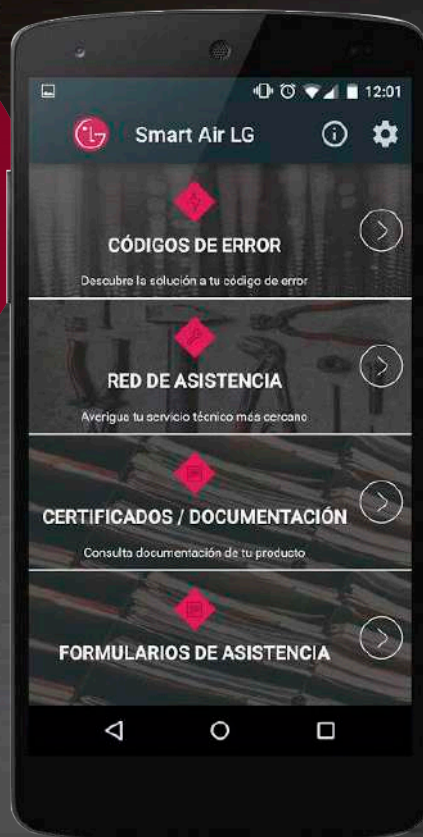 12:01
LG Smart Air LG
CÓDIGOS DE ERROR
Descubre la solución a tu código de error
RED DE ASISTENCIA
Averigua tu servicio técnico más cercano
CERTIFICADOS / DOCUMENTACIÓN
Consulta documentación de tu producto
FORMULARIOS DE ASISTENCIA